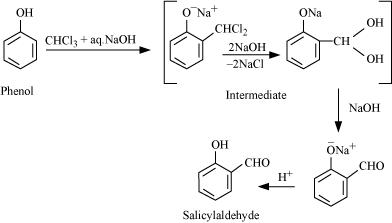 OH
CHCl₃ + aq.NaOH
Phenol
O⁻Na⁺
CHCl₂
2NaOH
−2NaCl
ONa
CH
OH
OH
Intermediate
NaOH
ŌNa⁺
CHO
H⁺
OH
CHO
Salicylaldehyde